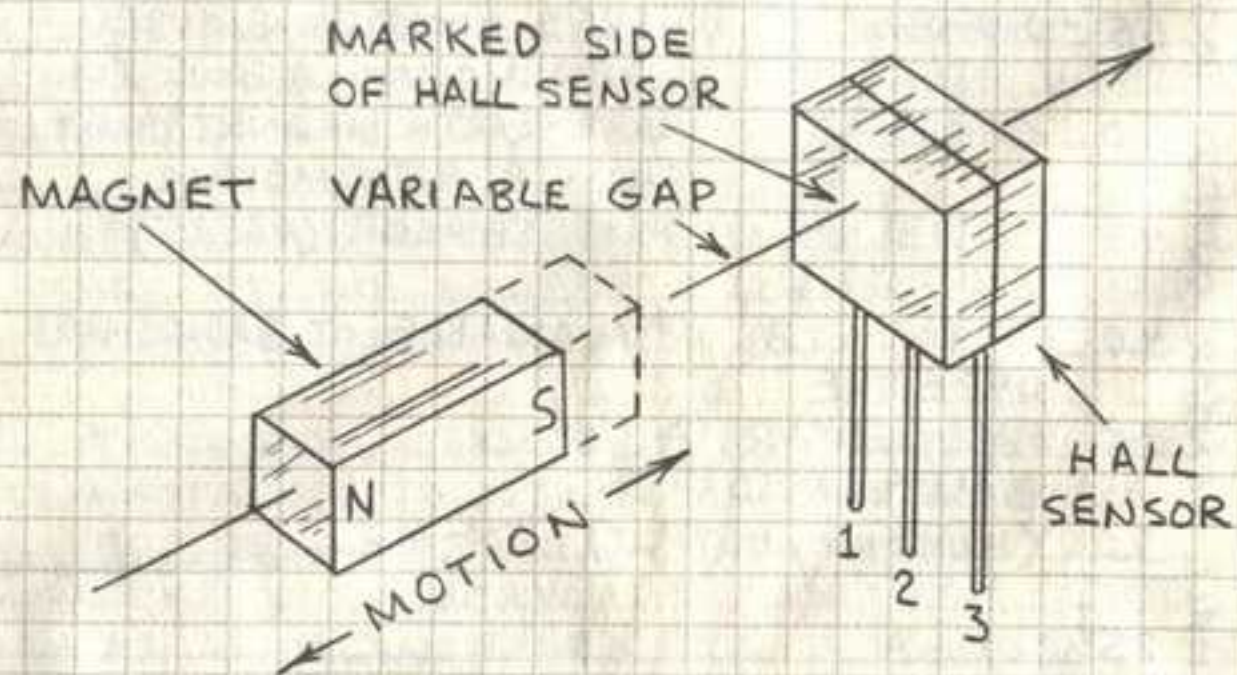 MARKED SIDE
OF HALL SENSOR
MAGNET
VARIABLE GAP
N
S
MOTION
HALL
SENSOR
1
2
3